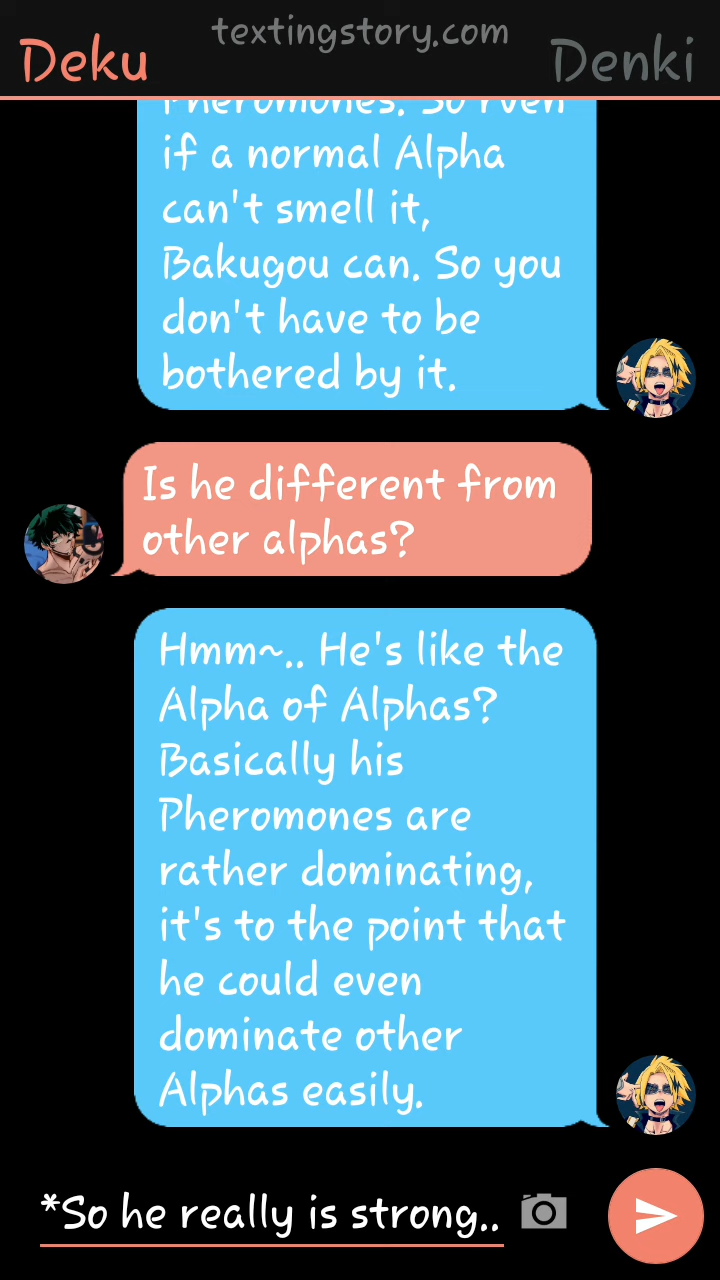 textingstory.com
Deku
Denki
Pheromones. So rven
if a normal Alpha
can't smell it,
Bakugou can. So you
don't have to be
bothered by it.
Is he different from
other alphas?
Hmm~.. He's like the
Alpha of Alphas?
Basically his
Pheromones are
rather dominating,
it's to the point that
he could even
dominate other
Alphas easily.
*So he really is strong..